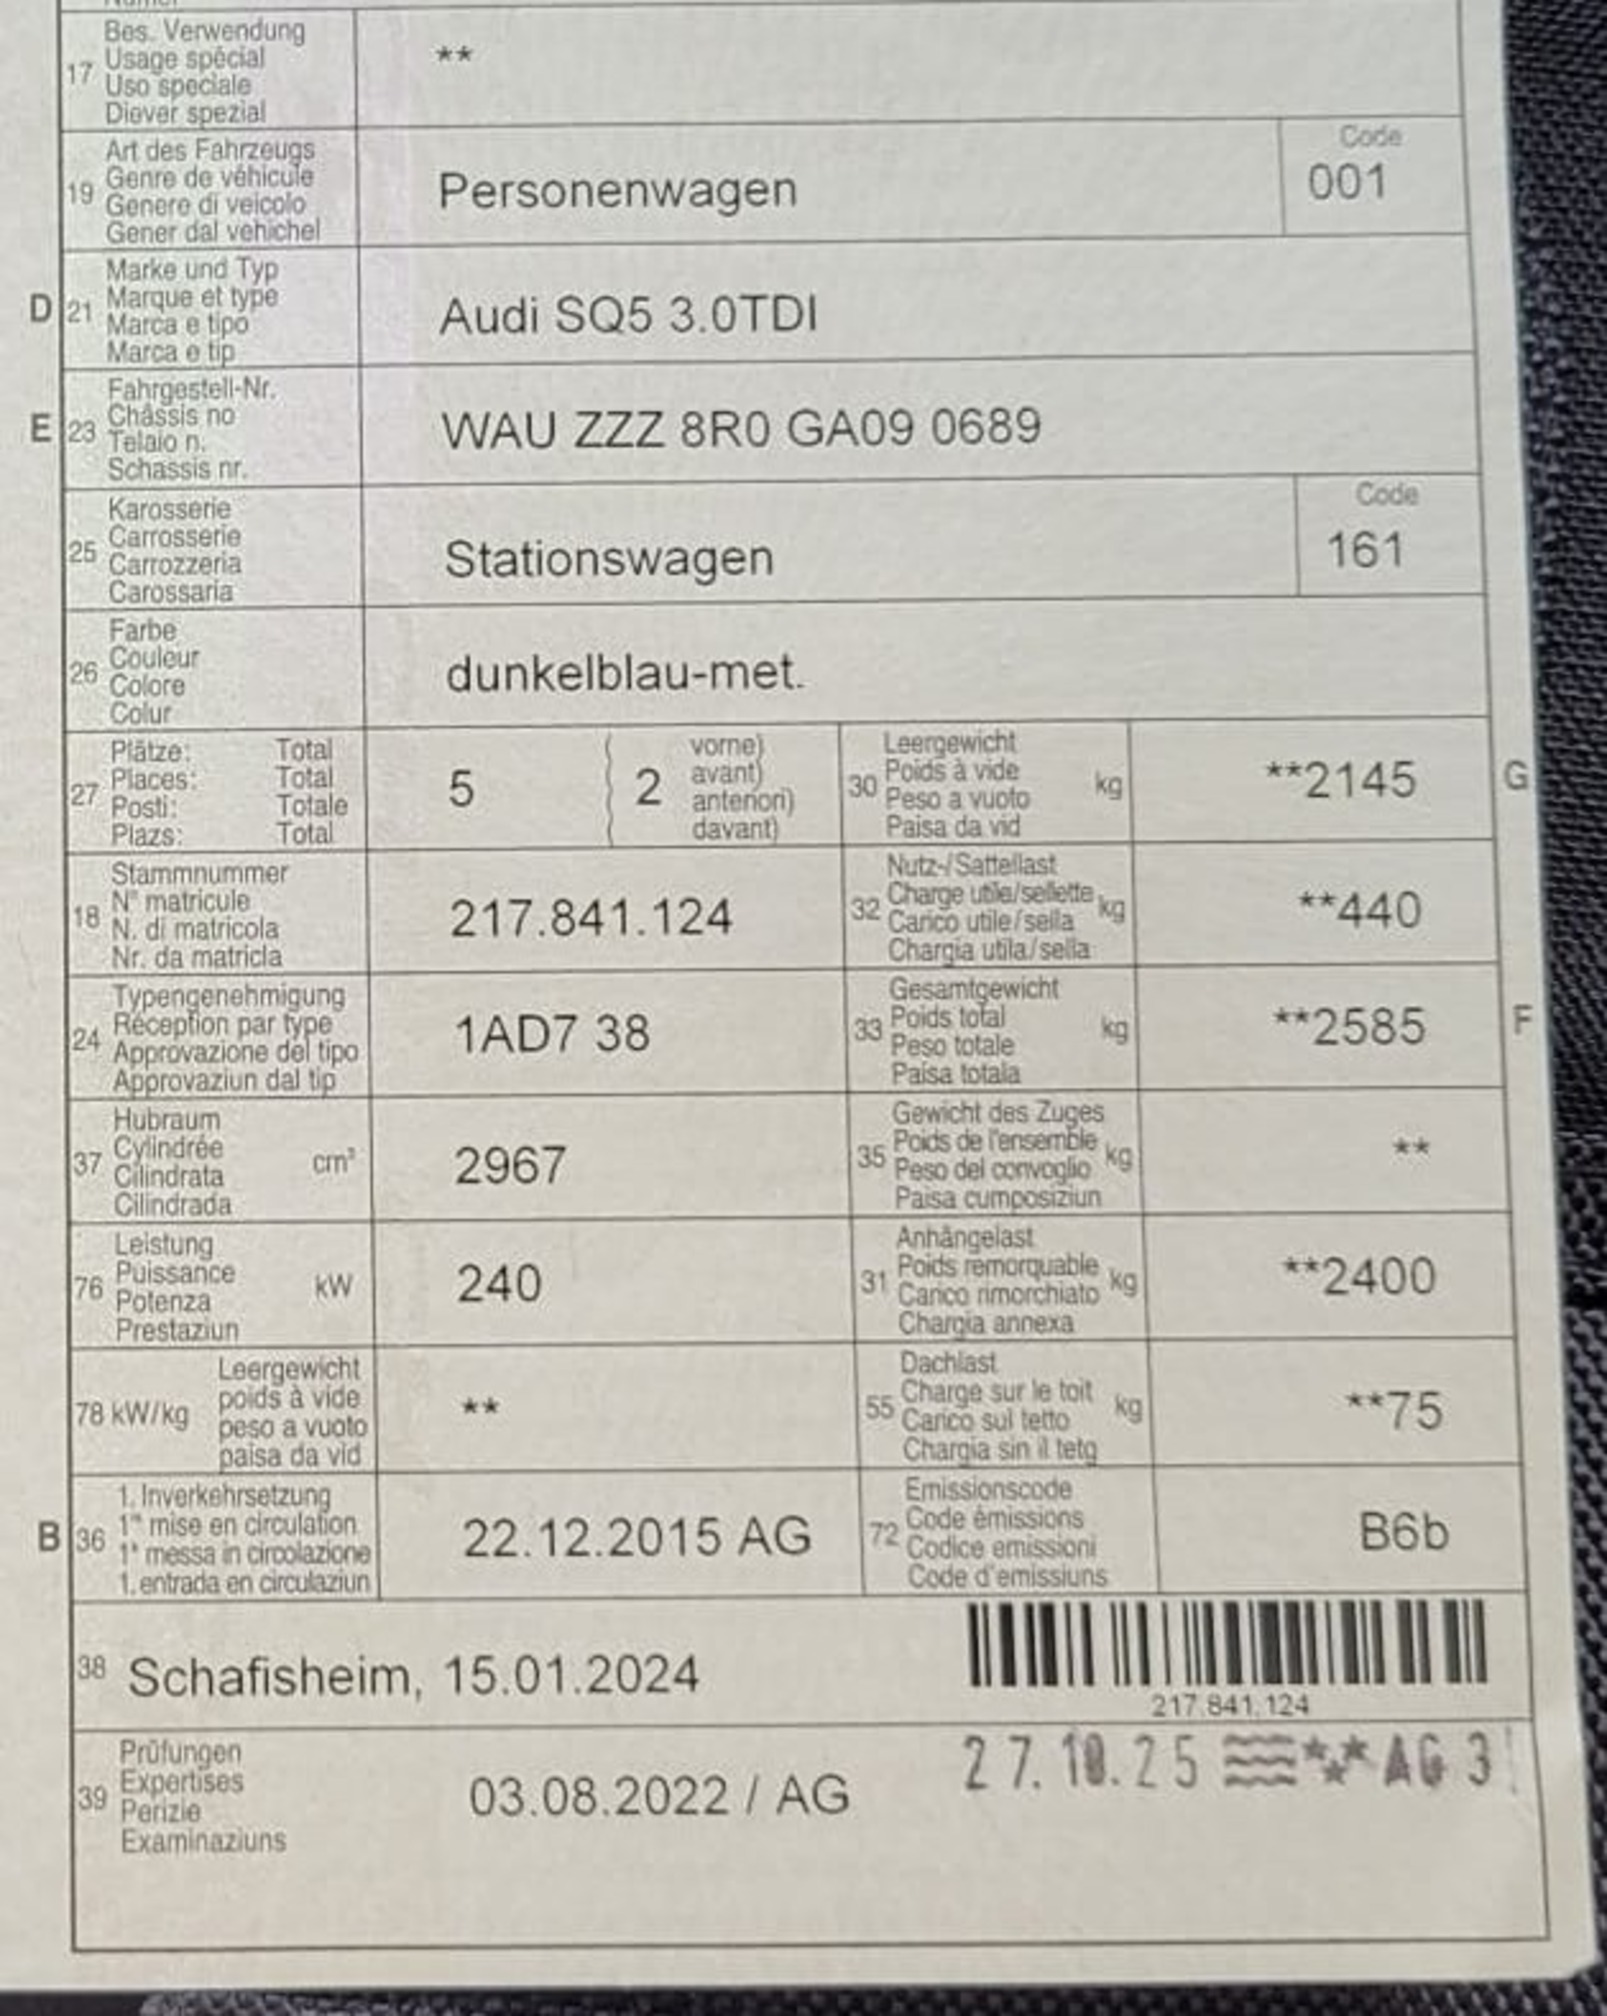 17 Bes. Verwendung
Usage spécial
Uso speciale
Diever spezial
**
19 Art des Fahrzeugs
Genre de véhicule
Genere di veicolo
Gener dal vehichel
Personenwagen
Code
001
D 21 Marke und Typ
Marque et type
Marca e tipo
Marca e tip
Audi SQ5 3.0TDI
E 23 Fahrgestell-Nr.
Châssis no
Telaio n.
Schassis nr.
WAU ZZZ 8R0 GA09 0689
25 Karosserie
Carrosserie
Carrozzeria
Carossaria
Stationswagen
Code
161
26 Farbe
Couleur
Colore
Colur
dunkelblau-met.
27 Plätze: Total
Places: Total
Posti: Totale
Plazs: Total
5 ( 2 vorne)
( avant)
( anteriori)
( davant)
30 Leergewicht
Poids à vide kg
Peso a vuoto
Paisa da vid
**2145 G
18 Stammnummer
N° matricule
N. di matricola
Nr. da matricla
217.841.124
32 Nutz-/Sattellast
Charge utile/sellette kg
Carico utile/sella
Chargia utila/sella
**440
24 Typengenehmigung
Réception par type
Approvazione del tipo
Approvaziun dal tip
1AD7 38
33 Gesamtgewicht
Poids total kg
Peso totale
Paisa totala
**2585 F
37 Hubraum
Cylindrée cm³
Cilindrata
Cilindrada
2967
35 Gewicht des Zuges
Poids de l'ensemble kg
Peso del convoglio
Paisa cumposiziun
**
76 Leistung
Puissance kW
Potenza
Prestaziun
240
31 Anhängelast
Poids remorquable kg
Carico rimorchiato
Chargia annexa
**2400
78 kW/kg Leergewicht
poids à vide
peso a vuoto
paisa da vid
**
55 Dachlast
Charge sur le toit kg
Carico sul tetto
Chargia sin il tetg
**75
B 36 1. Inverkehrsetzung
1re mise en circulation
1a messa in circolazione
1. entrada en circulaziun
22.12.2015 AG
72 Emissionscode
Code émissions
Codice emissioni
Code d'emissiuns
B6b
38 Schafisheim, 15.01.2024
217.841.124
39 Prüfungen
Expertises
Perizie
Examinaziuns
03.08.2022 / AG
27.10.25 ** AG 3